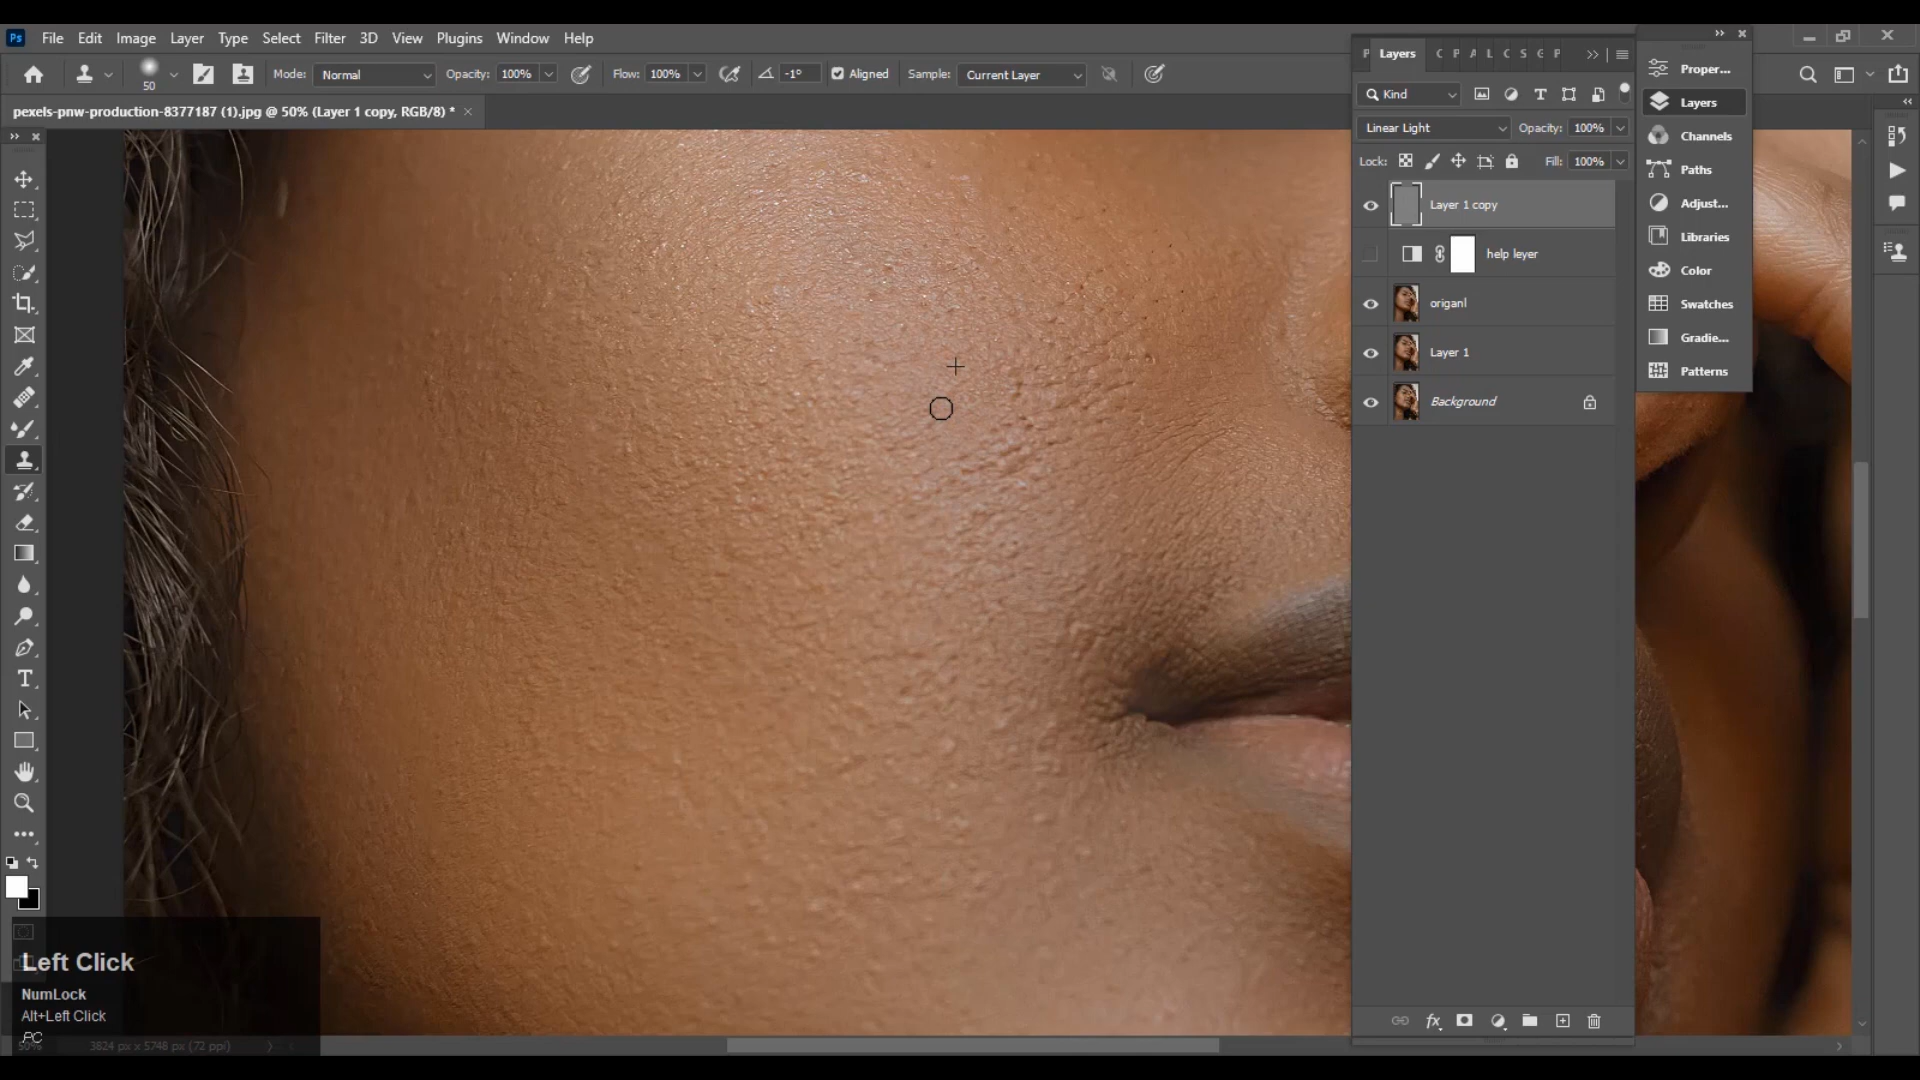 Ps File Edit Image Layer Type Select Filter 3D View Plugins Window Help
50 Mode: Normal Opacity: 100% Flow: 100% -1° Aligned Sample: Current Layer
pexels-pnw-production-8377187 (1).jpg @ 50% (Layer 1 copy, RGB/8) * ×
P Layers C P A L C S G P
Kind
Linear Light Opacity: 100%
Lock: Fill: 100%
Layer 1 copy
help leyer
origanl
Layer 1
Background
Proper...
Layers
Channels
Paths
Adjust...
Libraries
Color
Swatches
Gradie...
Patterns
Left Click
NumLock
Alt+Left Click
PC
50% 3824 px x 5748 px (72 ppi)